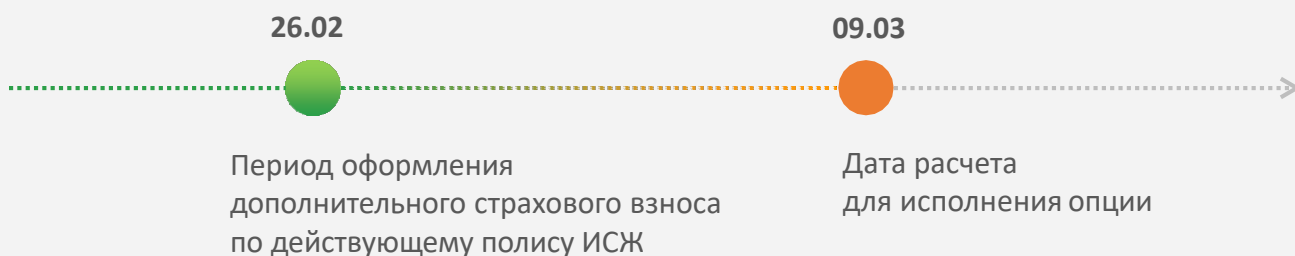 26.02
09.03
Период оформления
дополнительного страхового взноса
по действующему полису ИСЖ
Дата расчета
для исполнения опции